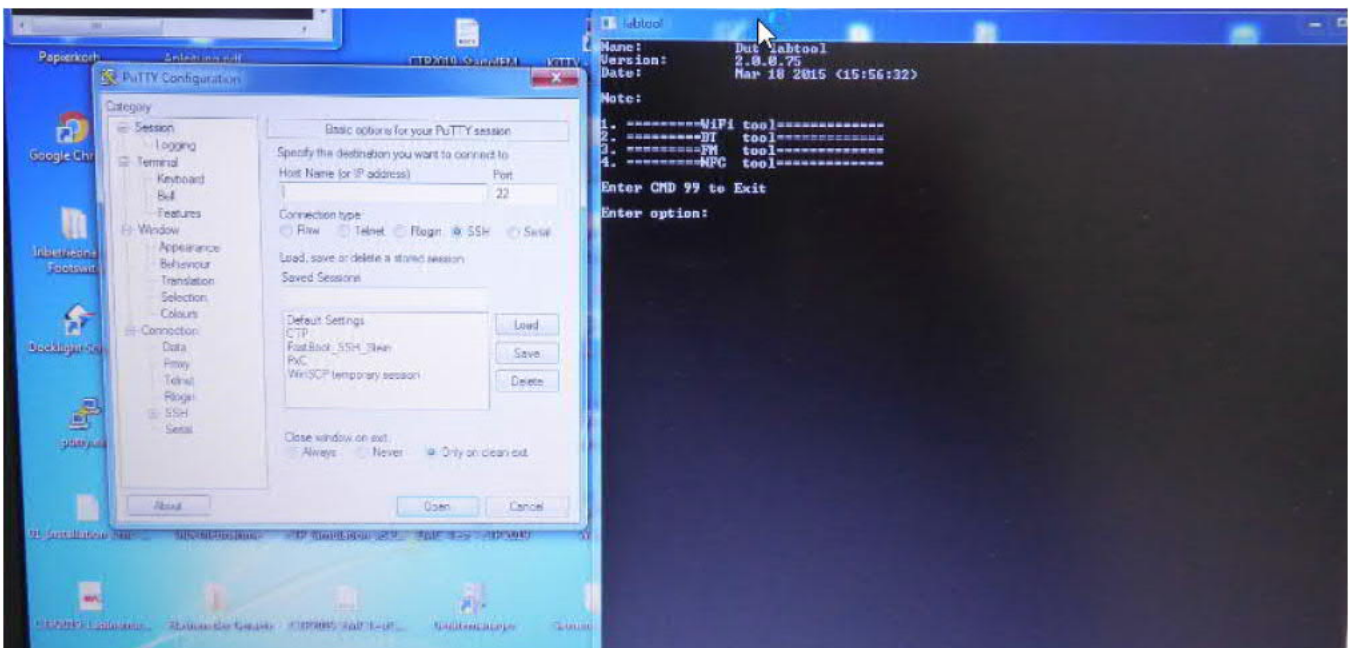 Papierkorb
Anleitung.pdf
PuTTY Configuration
Category
Session
Logging
Terminal
Keyboard
Bell
Features
Window
Appearance
Behaviour
Translation
Selection
Colours
Connection
Data
Proxy
Telnet
Rlogin
SSH
Serial
Basic options for your PuTTY session
Specify the destination you want to connect to
Host Name (or IP address)
Port
22
Connection type
Raw
Telnet
Rlogin
SSH
Serial
Load, save or delete a stored session
Saved Sessions
Default Settings
CTP
PxC
WinSCP temporary session
Load
Save
Delete
Close window on exit
Always
Never
Only on clean exit
About
Open
Cancel
Google Chr
labtool
Name: Dut labtool
Version: 2.0.0.75
Date: Mar 18 2015 (15:56:32)
Note:
1. =========WiFi tool=============
2. =========BT tool=============
3. =========FM tool=============
4. =========NFC tool=============
Enter CMD 99 to Exit
Enter option: